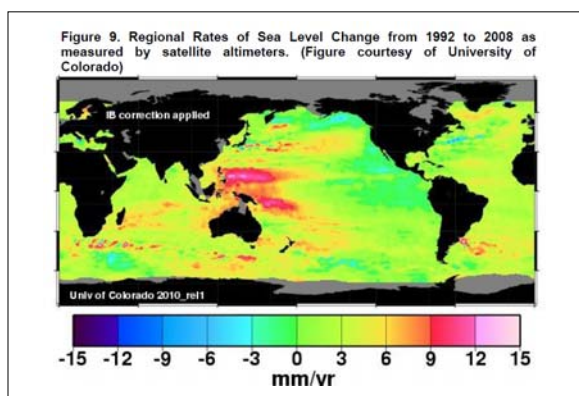 Figure 9. Regional Rates of Sea Level Change from 1992 to 2008 as
measured by satellite altimeters. (Figure courtesy of University of
Colorado)
IB correction applied
Univ of Colorado 2010_rel1
-15 -12 -9 -6 -3 0 3 6 9 12 15
mm/yr